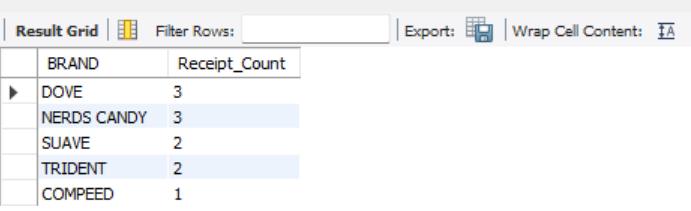 Result Grid Filter Rows: Export: Wrap Cell Content: IA
BRAND Receipt_Count
DOVE 3
NERDS CANDY 3
SUAVE 2
TRIDENT 2
COMPEED 1